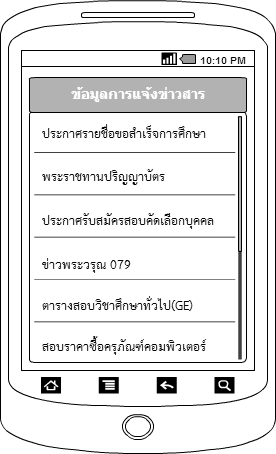 10:10 PM
ข้อมูลการแจ้งข่าวสาร
ประกาศรายชื่อขอสำเร็จการศึกษา
พระราชทานปริญญาบัตร
ประกาศรับสมัครสอบคัดเลือกบุคคล
ข่าวพระวรุณ 079
ตารางสอบวิชาศึกษาทั่วไป(GE)
สอบราคาซื้อครุภัณฑ์คอมพิวเตอร์